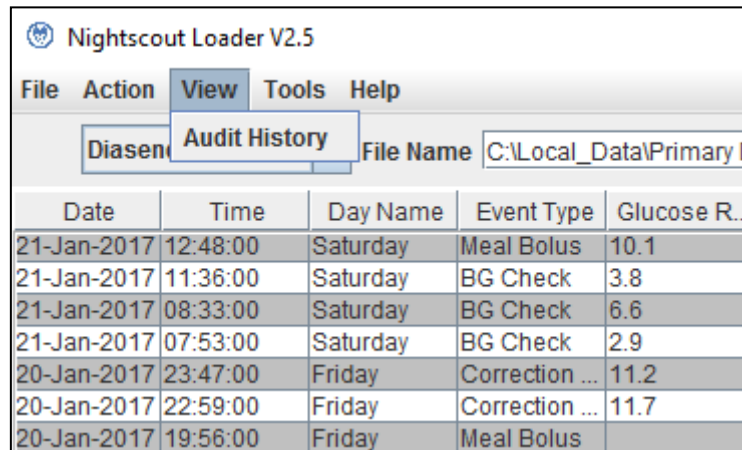 Nightscout Loader V2.5
File Action View Tools Help
Audit History
Diasen File Name C:\Local_Data\Primary
Date Time Day Name Event Type Glucose R...
21-Jan-2017 12:48:00 Saturday Meal Bolus 10.1
21-Jan-2017 11:36:00 Saturday BG Check 3.8
21-Jan-2017 08:33:00 Saturday BG Check 6.6
21-Jan-2017 07:53:00 Saturday BG Check 2.9
20-Jan-2017 23:47:00 Friday Correction ... 11.2
20-Jan-2017 22:59:00 Friday Correction ... 11.7
20-Jan-2017 19:56:00 Friday Meal Bolus